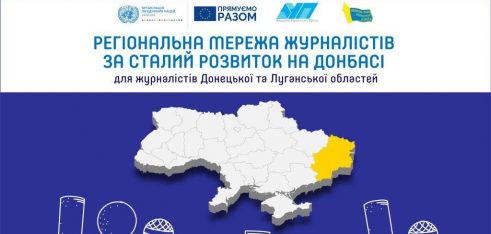 ПРЯМУЄМО
РАЗОМ
РЕГІОНАЛЬНА МЕРЕЖА ЖУРНАЛІСТІВ
ЗА СТАЛИЙ РОЗВИТОК НА ДОНБАСІ
для журналістів Донецької та Луганської областей